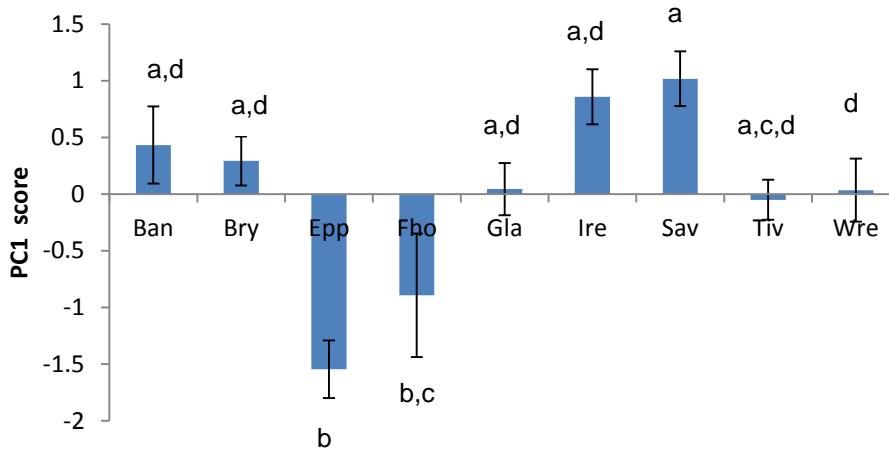 1.5
1
0.5
0
-0.5
-1
-1.5
-2
PC1 score
a,d
a,d
b
b,c
a,d
a,d
a
a,c,d
d
Ban Bry Epp Fbo Gla Ire Sav Tiv Wre